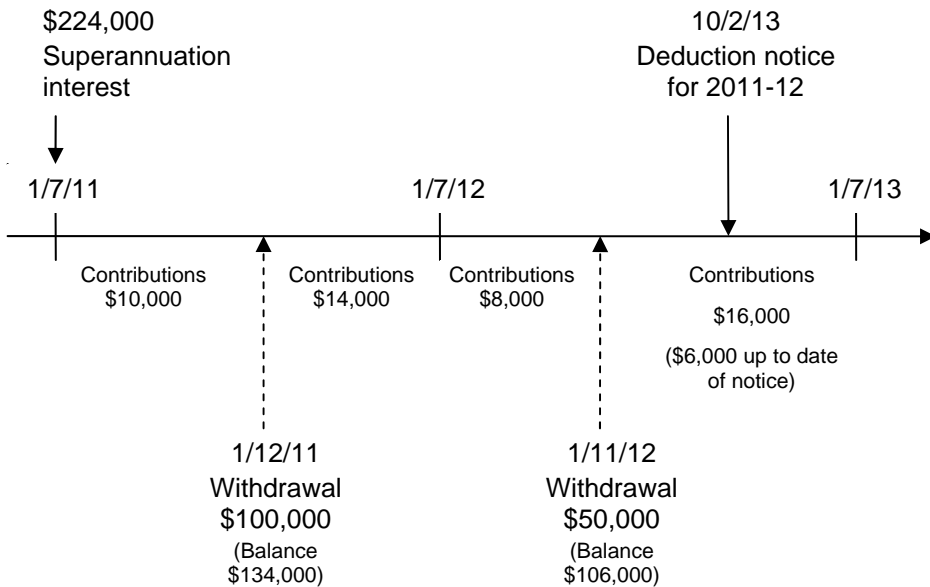 $224,000
Superannuation
interest
10/2/13
Deduction notice
for 2011-12
1/7/11
1/7/12
1/7/13
Contributions
$10,000
Contributions
$14,000
Contributions
$8,000
Contributions
$16,000
($6,000 up to date
of notice)
1/12/11
Withdrawal
$100,000
(Balance
$134,000)
1/11/12
Withdrawal
$50,000
(Balance
$106,000)